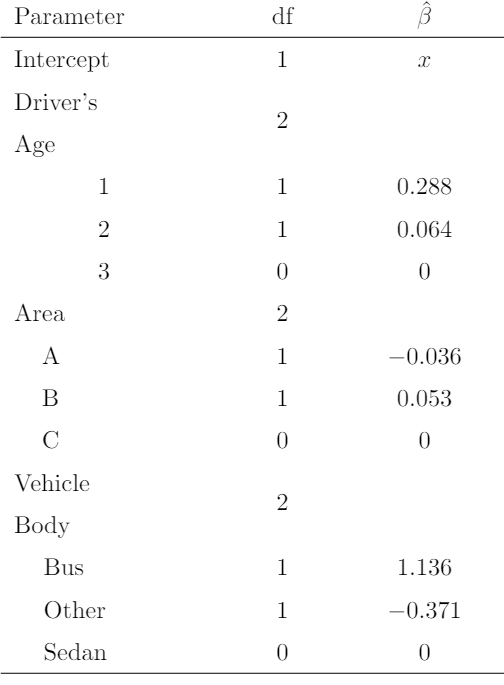 Parameter df β̂
Intercept 1 x
Driver's
Age 2
1 1 0.288
2 1 0.064
3 0 0
Area 2
A 1 −0.036
B 1 0.053
C 0 0
Vehicle
Body 2
Bus 1 1.136
Other 1 −0.371
Sedan 0 0